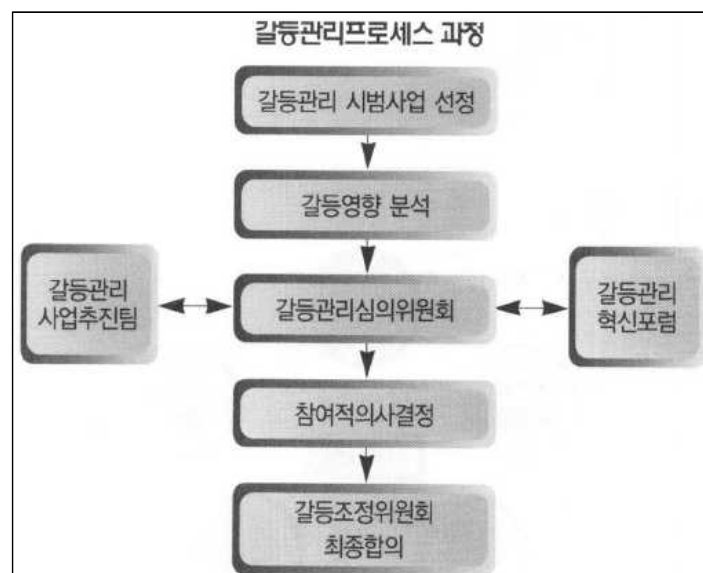 갈등관리프로세스 과정
갈등관리 시범사업 선정
갈등영향 분석
갈등관리
사업추진팀
갈등관리심의위원회
갈등관리
혁신포럼
참여적의사결정
갈등조정위원회
최종합의